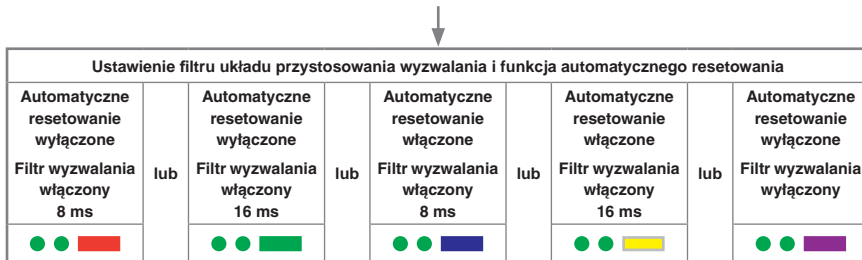 Ustawienie filtru układu przystosowania wyzwalania i funkcja automatycznego resetowania
Automatyczne
resetowanie
wyłączone
Filtr wyzwalania
włączony
8 ms
lub
Automatyczne
resetowanie
wyłączone
Filtr wyzwalania
włączony
16 ms
lub
Automatyczne
resetowanie
włączone
Filtr wyzwalania
włączony
8 ms
lub
Automatyczne
resetowanie
włączone
Filtr wyzwalania
włączony
16 ms
lub
Automatyczne
resetowanie
wyłączone
Filtr wyzwalania
wyłączony